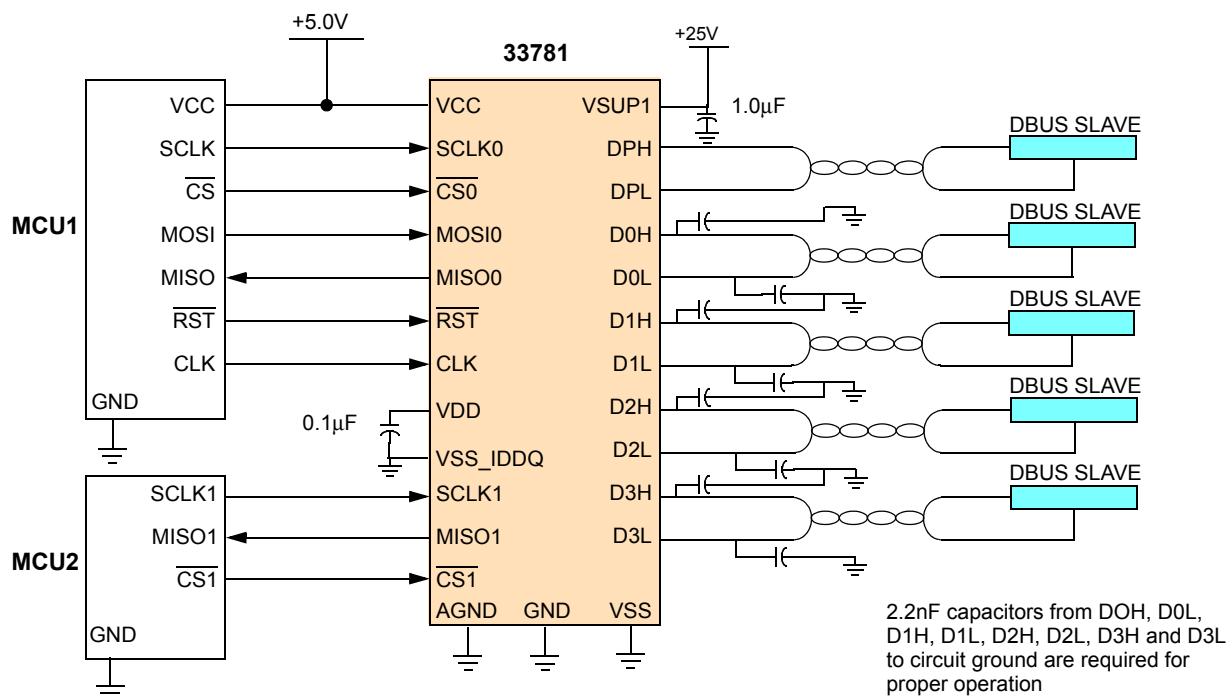 +5.0V
+25V
33781
MCU1
VCC
SCLK
CS
MOSI
MISO
RST
CLK
GND
MCU2
SCLK1
MISO1
CS1
GND
0.1μF
VCC
SCLK0
CS0
MOSI0
MISO0
RST
CLK
VDD
VSS_IDDQ
SCLK1
MISO1
CS1
AGND GND VSS
VSUP1
DPH
DPL
D0H
D0L
D1H
D1L
D2H
D2L
D3H
D3L
1.0μF
DBUS SLAVE
DBUS SLAVE
DBUS SLAVE
DBUS SLAVE
DBUS SLAVE
2.2nF capacitors from DOH, D0L,
D1H, D1L, D2H, D2L, D3H and D3L
to circuit ground are required for
proper operation